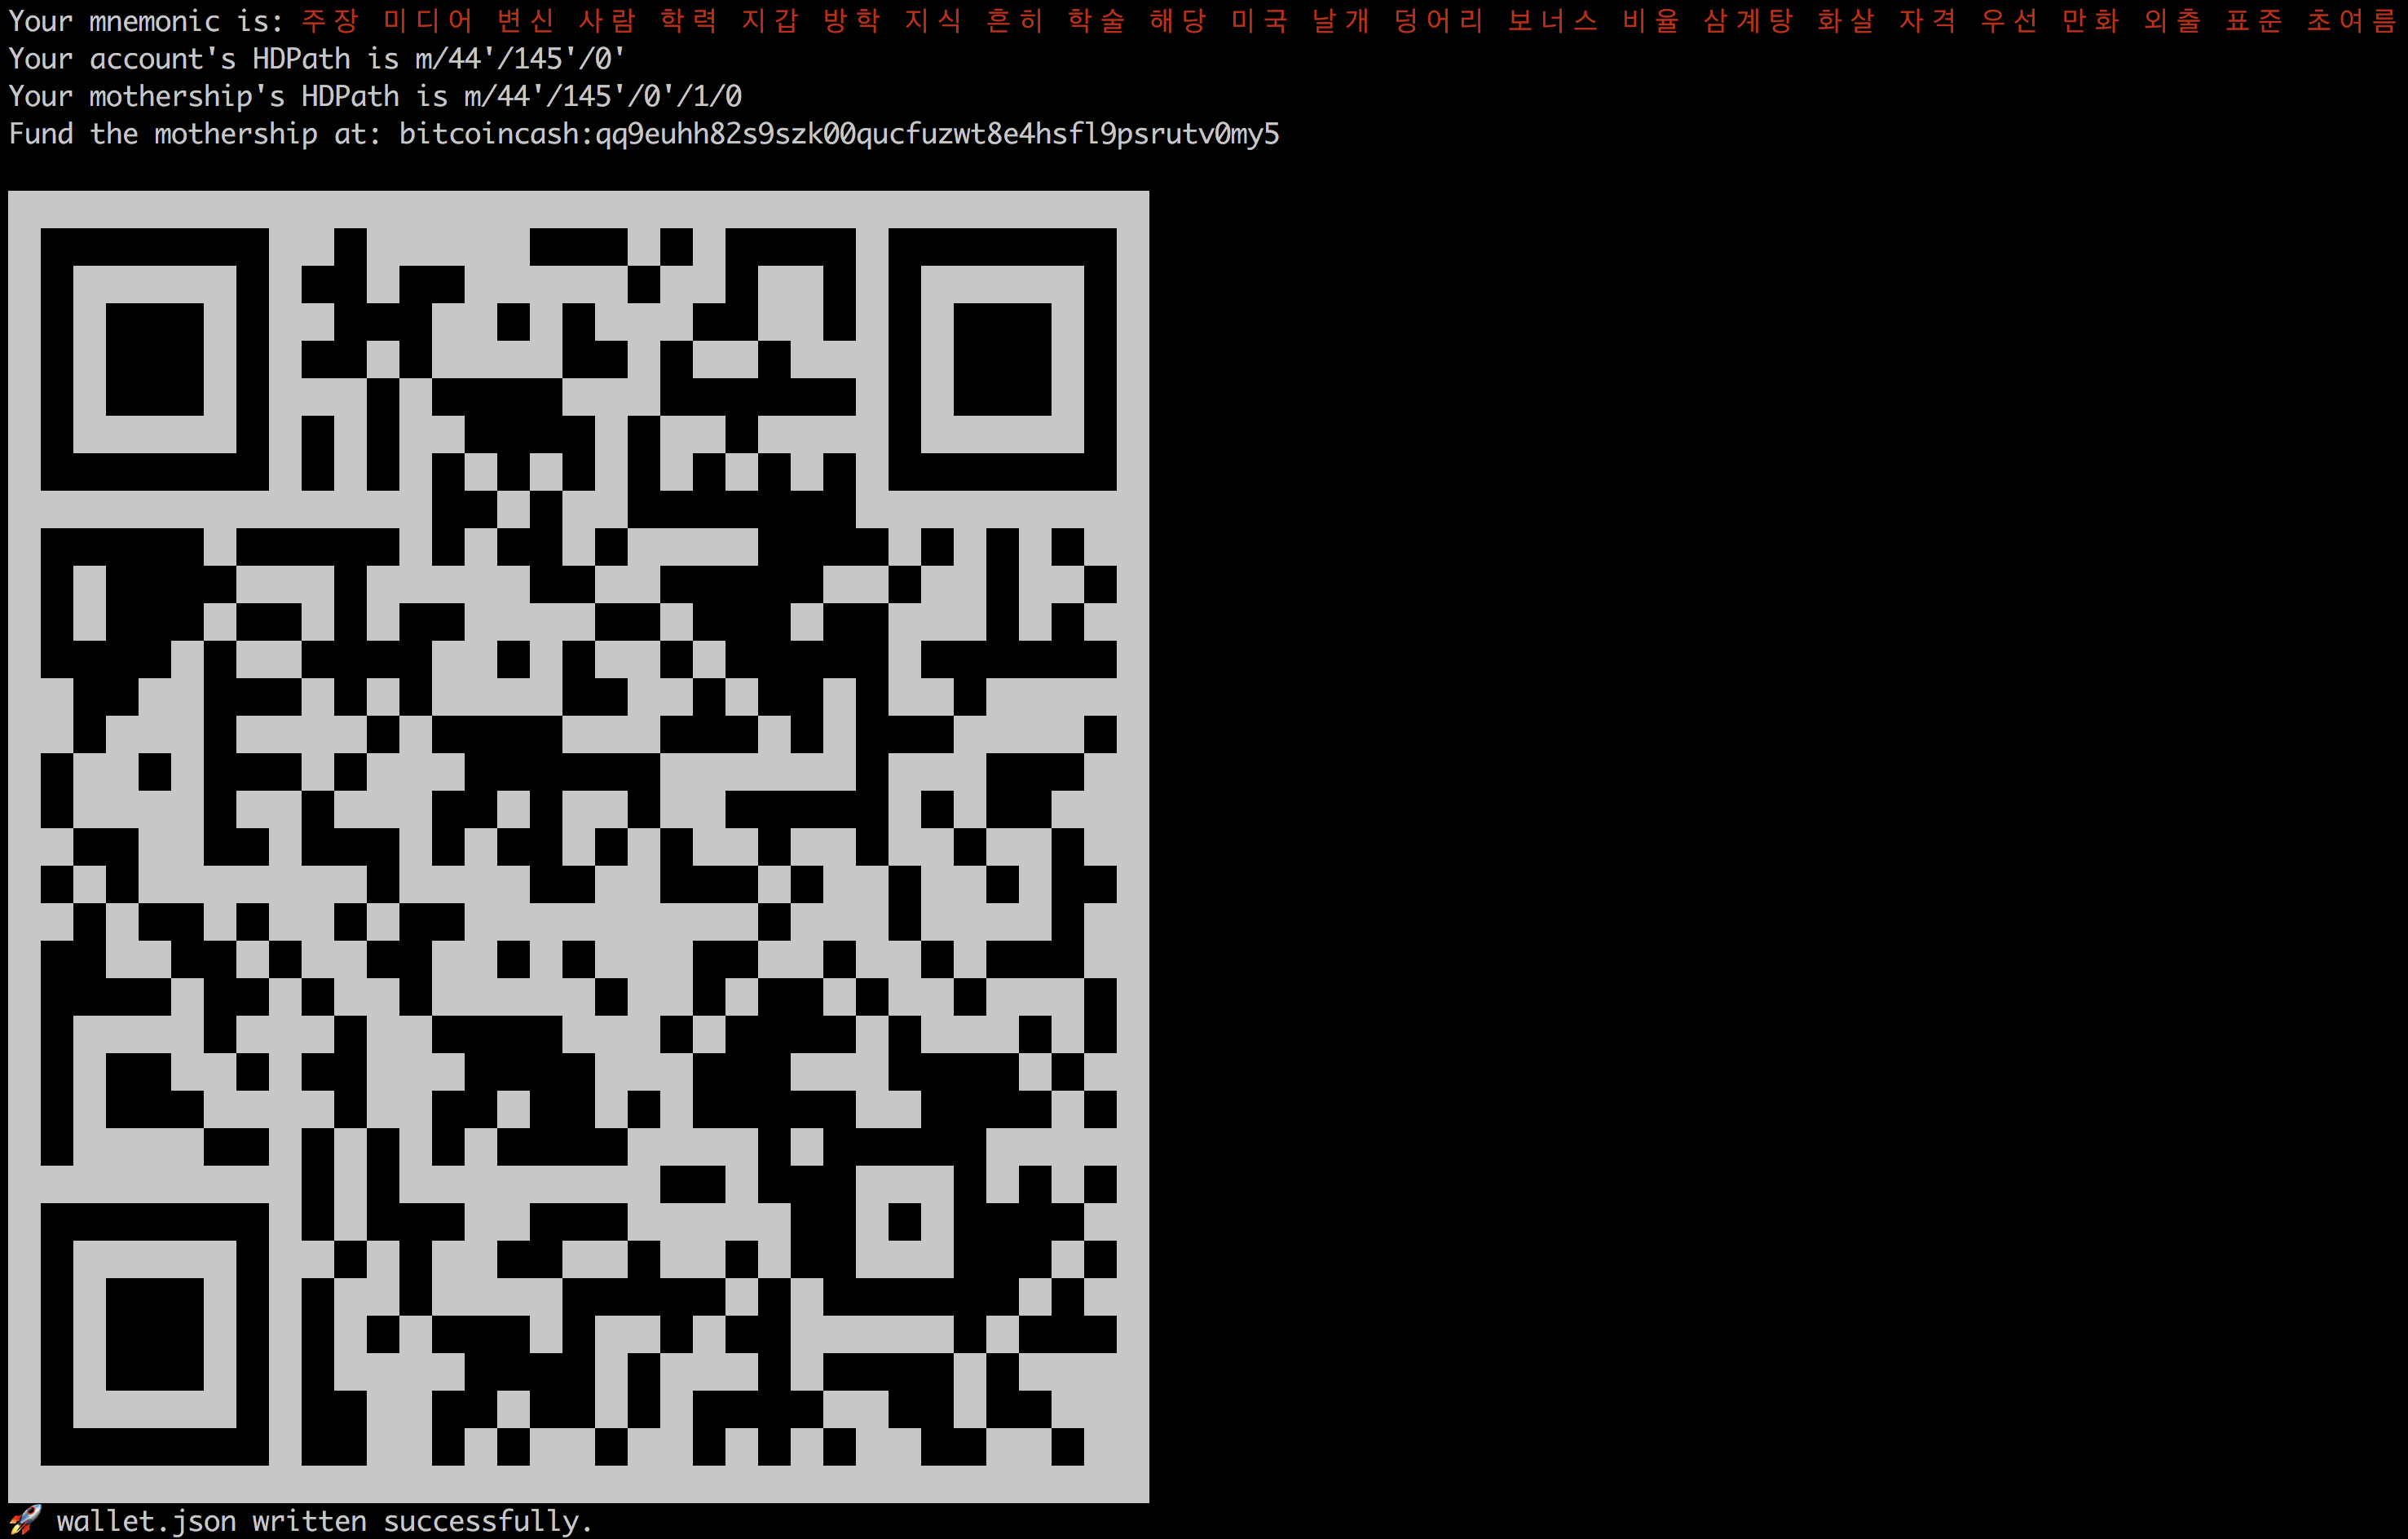 Your mnemonic is: 주장 미디어 변신 사람 학력 지갑 방학 지식 흔히 학술 해당 미국 날개 덩어리 보너스 비율 삼계탕 화살 자격 우선 만화 외출 표준 초여름
Your account's HDPath is m/44'/145'/0'
Your mothership's HDPath is m/44'/145'/0'/1/0
Fund the mothership at: bitcoincash:qq9euhh82s9szk00qucfuzwt8e4hsfl9psrutv0my5
🚀 wallet.json written successfully.